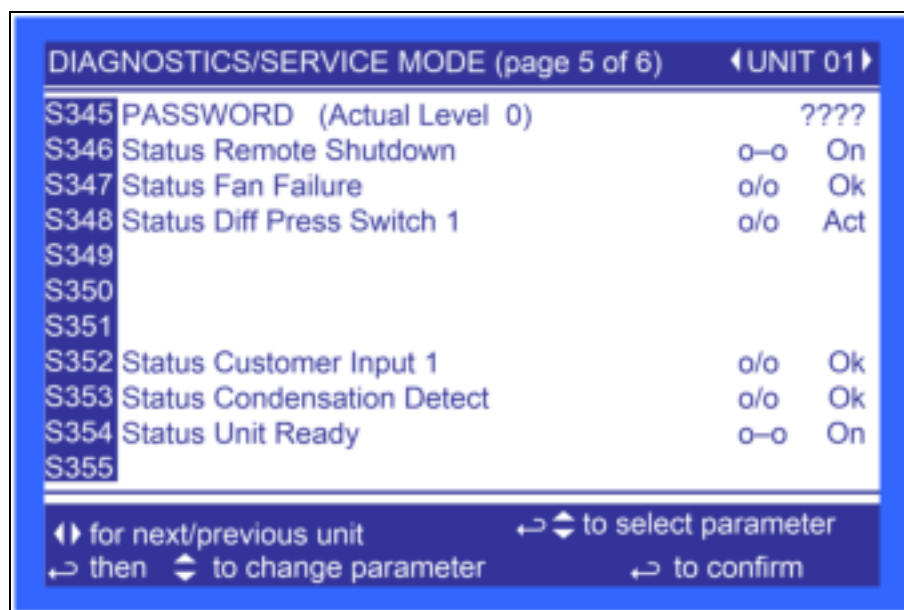 DIAGNOSTICS/SERVICE MODE (page 5 of 6) UNIT 01
S345 PASSWORD (Actual Level 0) ????
S346 Status Remote Shutdown o–o On
S347 Status Fan Failure o/o Ok
S348 Status Diff Press Switch 1 o/o Act
S349
S350
S351
S352 Status Customer Input 1 o/o Ok
S353 Status Condensation Detect o/o Ok
S354 Status Unit Ready o–o On
S355
for next/previous unit to select parameter
then to change parameter to confirm